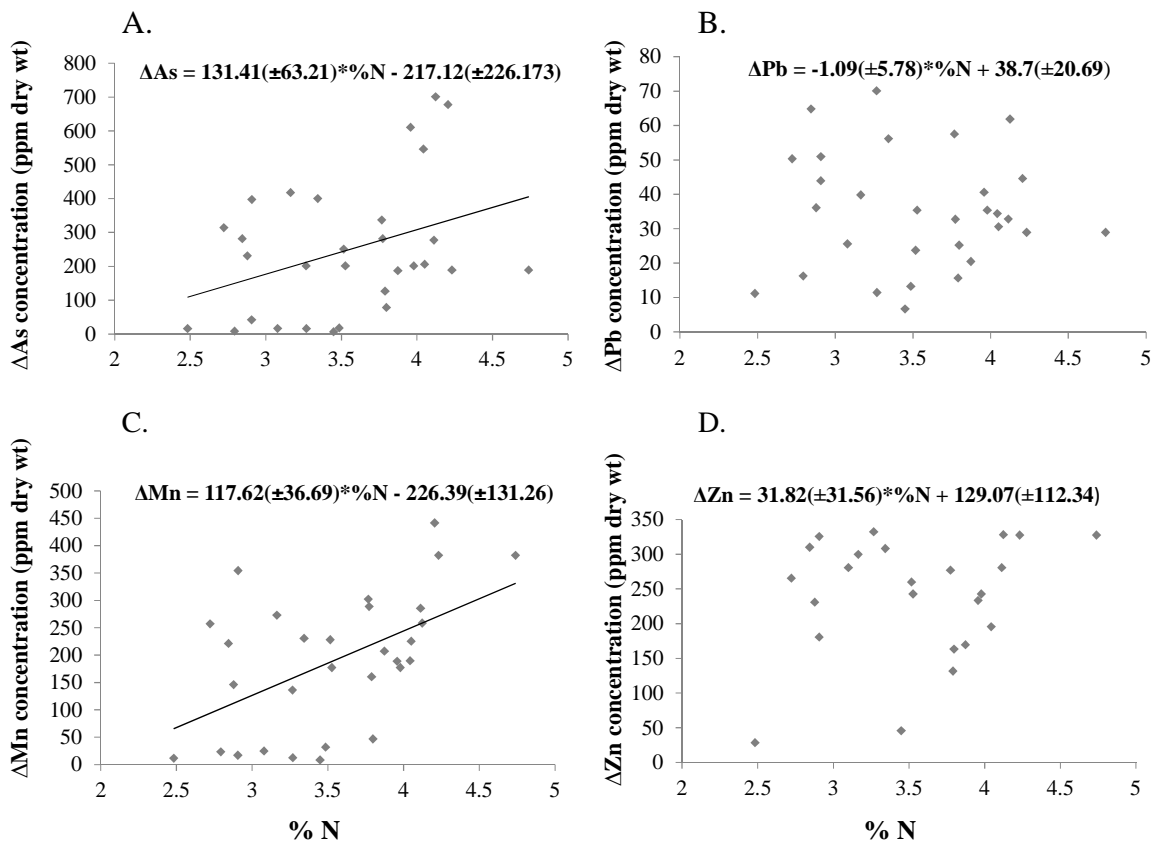 A.
ΔAs = 131.41(±63.21)*%N - 217.12(±226.173)
ΔAs concentration (ppm dry wt)
800
700
600
500
400
300
200
100
0
2 2.5 3 3.5 4 4.5 5
B.
ΔPb = -1.09(±5.78)*%N + 38.7(±20.69)
ΔPb concentration (ppm dry wt)
80
70
60
50
40
30
20
10
0
2 2.5 3 3.5 4 4.5 5
C.
ΔMn = 117.62(±36.69)*%N - 226.39(±131.26)
ΔMn concentration (ppm dry wt)
500
450
400
350
300
250
200
150
100
50
0
2 2.5 3 3.5 4 4.5 5
% N
D.
ΔZn = 31.82(±31.56)*%N + 129.07(±112.34)
ΔZn concentration (ppm dry wt)
350
300
250
200
150
100
50
0
2 2.5 3 3.5 4 4.5 5
% N